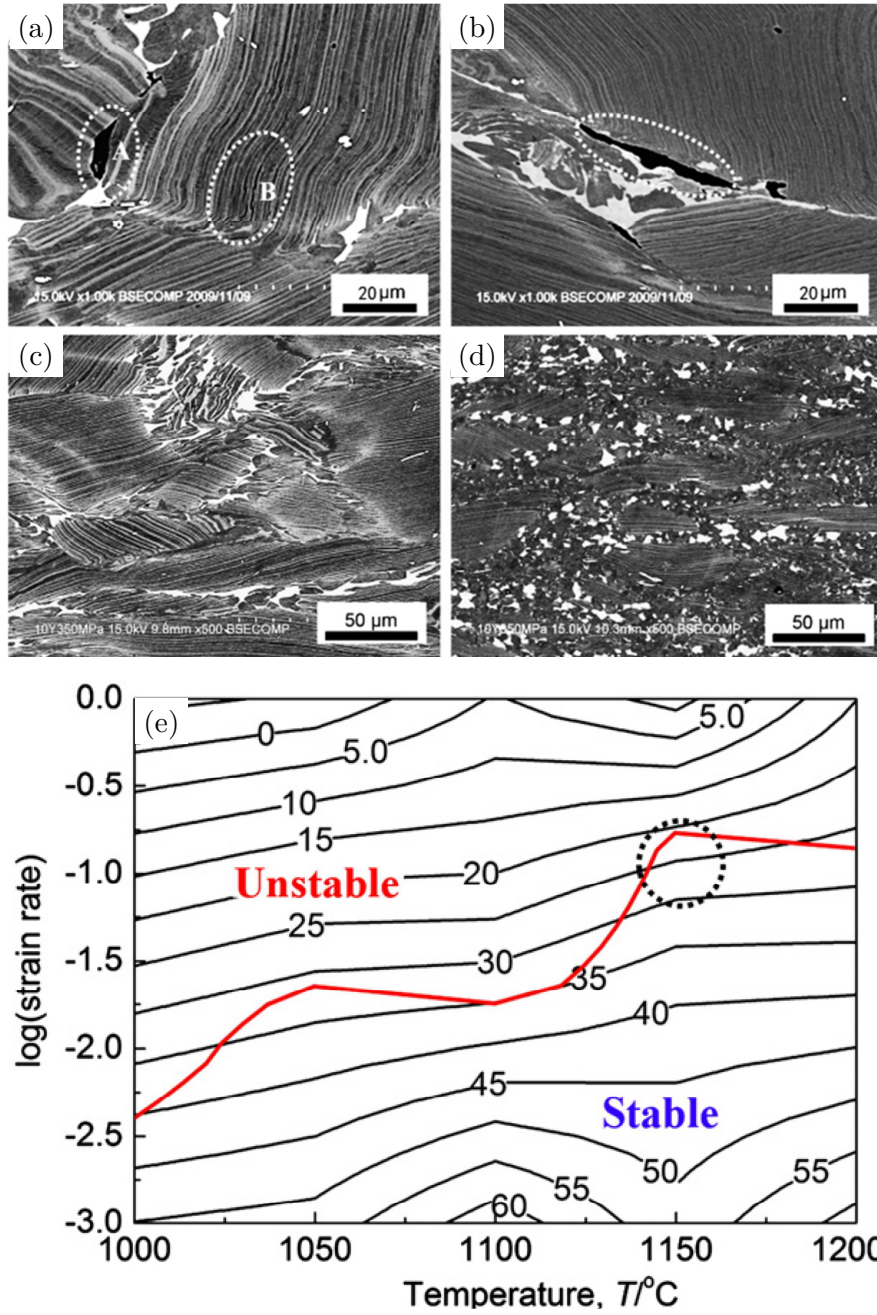 (a)
A
B
15.0kV x1.00k BSECOMP 2009/11/09
20 μm
(b)
15.0kV x1.00k BSECOMP 2009/11/09
20 μm
(c)
10Y350MPa 15.0kV 9.8mm x500 BSECOMP
50 μm
(d)
15.0kV 10.3mm x500 BSECOMP
50 μm
(e)
0.0
-0.5
-1.0
-1.5
-2.0
-2.5
-3.0
log(strain rate)
0
5.0
5.0
10
15
20
25
30
35
40
45
50
55
55
60
Unstable
Stable
1000
1050
1100
1150
1200
Temperature, T/°C